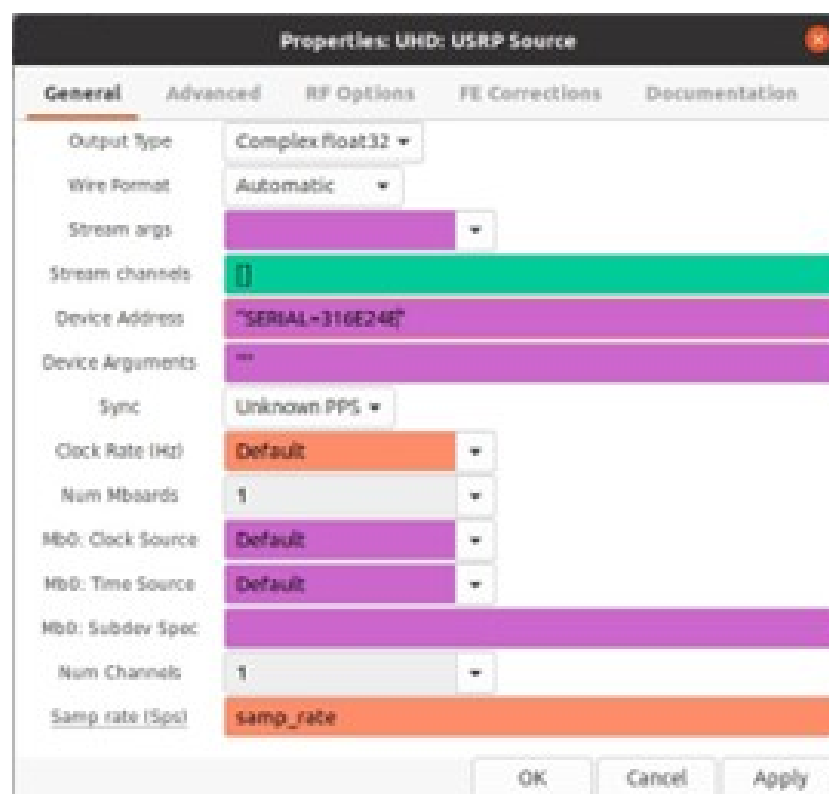 Properties: UHD: USRP Source
General Advanced RF Options FE Corrections Documentation
Output Type Complex float32
Wire Format Automatic
Stream args
Stream channels []
Device Address "SERIAL=316E24E"
Device Arguments ""
Sync Unknown PPS
Clock Rate (Hz) Default
Num Mboards 1
Mb0: Clock Source Default
Mb0: Time Source Default
Mb0: Subdev Spec
Num Channels 1
Samp rate (Sps) samp_rate
OK Cancel Apply